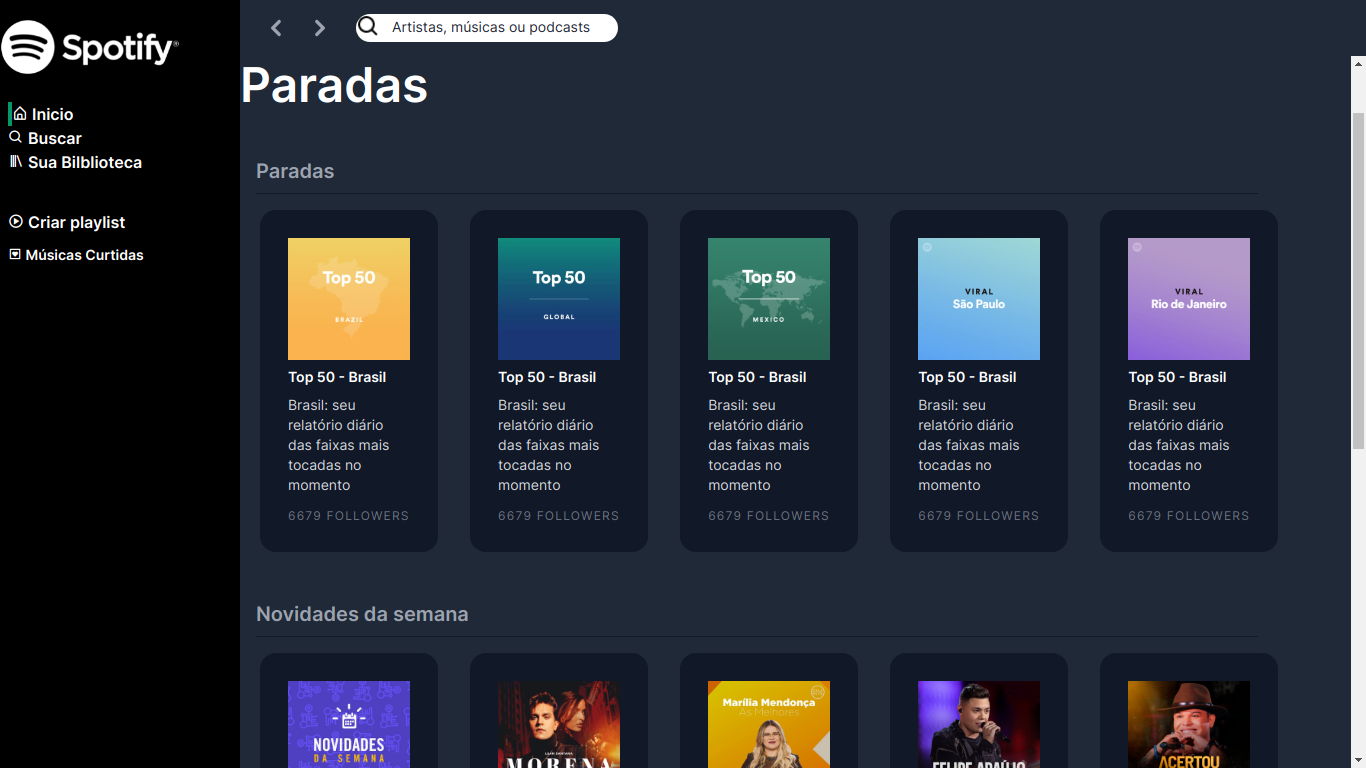 Spotify
Inicio
Buscar
Sua Bilblioteca
Criar playlist
Músicas Curtidas
Artistas, músicas ou podcasts
Paradas
Paradas
Top 50
BRAZIL
Top 50 - Brasil
Brasil: seu
relatório diário
das faixas mais
tocadas no
momento
6679 FOLLOWERS
Top 50
GLOBAL
Top 50 - Brasil
Brasil: seu
relatório diário
das faixas mais
tocadas no
momento
6679 FOLLOWERS
Top 50
MEXICO
Top 50 - Brasil
Brasil: seu
relatório diário
das faixas mais
tocadas no
momento
6679 FOLLOWERS
VIRAL
São Paulo
Top 50 - Brasil
Brasil: seu
relatório diário
das faixas mais
tocadas no
momento
6679 FOLLOWERS
VIRAL
Rio de Janeiro
Top 50 - Brasil
Brasil: seu
relatório diário
das faixas mais
tocadas no
momento
6679 FOLLOWERS
Novidades da semana
NOVIDADES
DA SEMANA
LUAN SANTANA
MORENA
Marília Mendonça
As Melhores
FELIPE ARAÚJO
ACERTOU